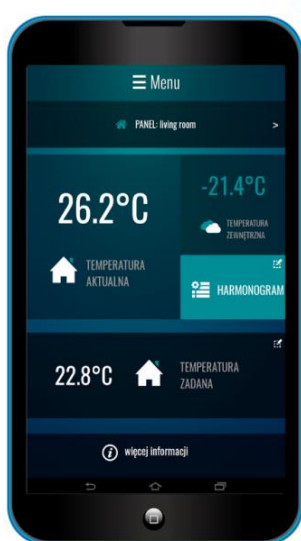 Menu
PANEL: living room >
26.2°C
TEMPERATURA
AKTUALNA
-21.4°C
TEMPERATURA
ZEWNĘTRZNA
HARMONOGRAM
22.8°C
TEMPERATURA
ZADANA
więcej informacji